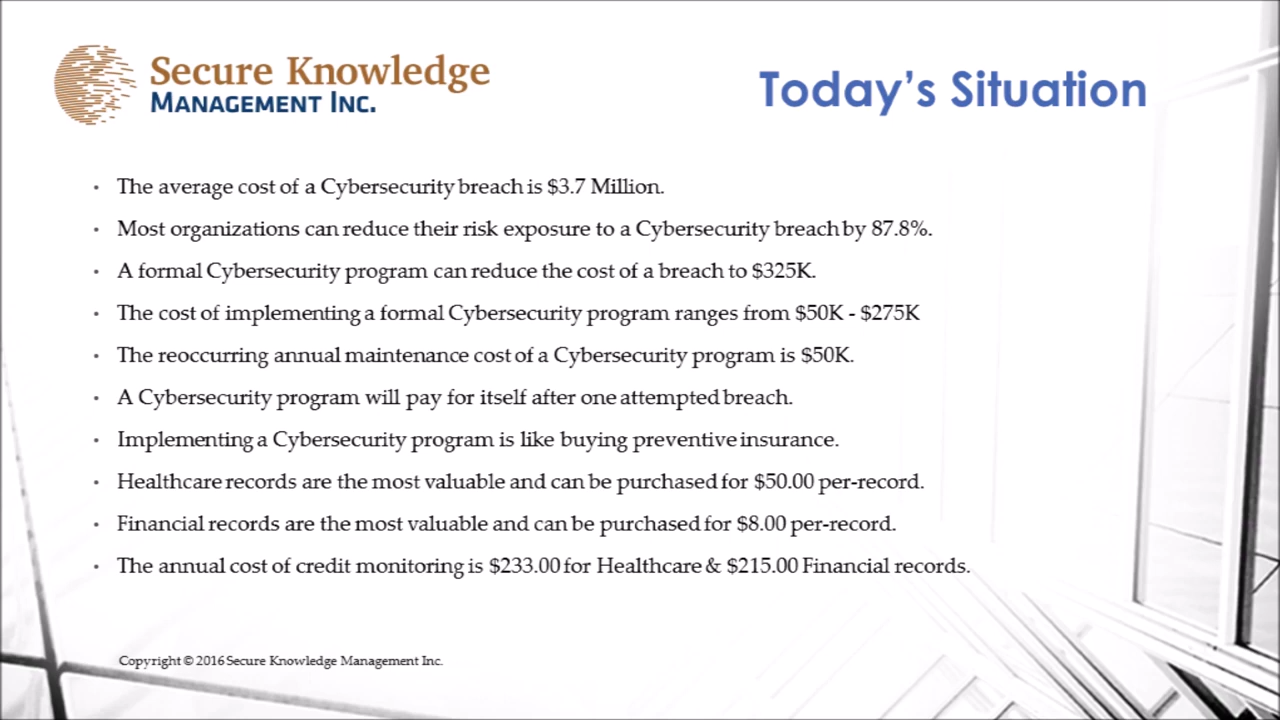 Secure Knowledge
MANAGEMENT INC.
Today's Situation
• The average cost of a Cybersecurity breach is $3.7 Million.
• Most organizations can reduce their risk exposure to a Cybersecurity breach by 87.8%.
• A formal Cybersecurity program can reduce the cost of a breach to $325K.
• The cost of implementing a formal Cybersecurity program ranges from $50K - $275K
• The reoccurring annual maintenance cost of a Cybersecurity program is $50K.
• A Cybersecurity program will pay for itself after one attempted breach.
• Implementing a Cybersecurity program is like buying preventive insurance.
• Healthcare records are the most valuable and can be purchased for $50.00 per-record.
• Financial records are the most valuable and can be purchased for $8.00 per-record.
• The annual cost of credit monitoring is $233.00 for Healthcare & $215.00 Financial records.
Copyright © 2016 Secure Knowledge Management Inc.